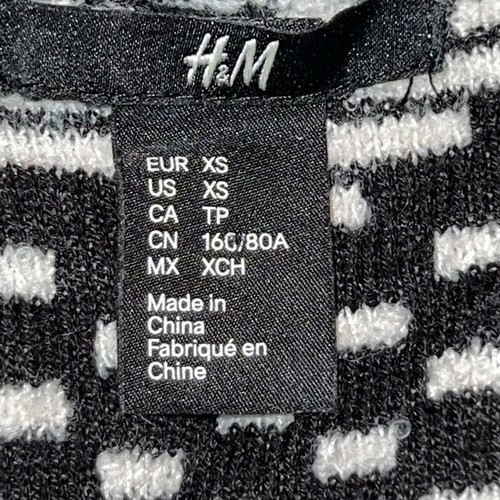 H&M
EUR XS
US XS
CA TP
CN 160/80A
MX XCH
Made in
China
Fabriqué en
Chine